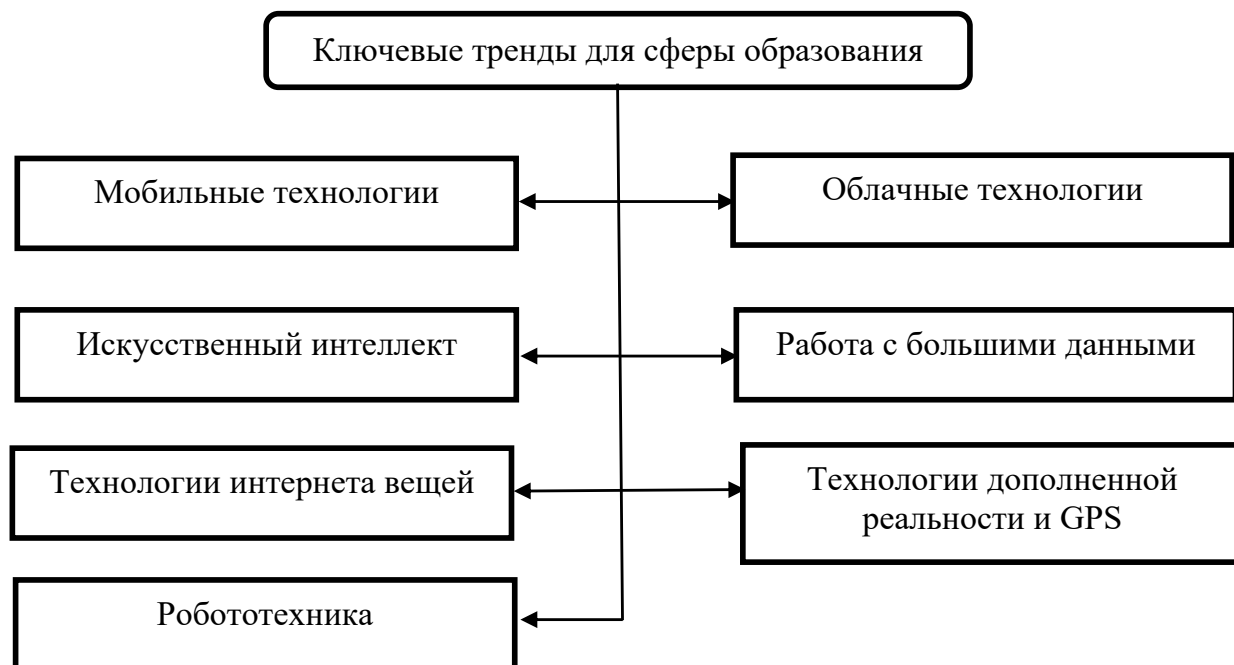 Ключевые тренды для сферы образования
Мобильные технологии
Облачные технологии
Искусственный интеллект
Работа с большими данными
Технологии интернета вещей
Технологии дополненной
реальности и GPS
Робототехника